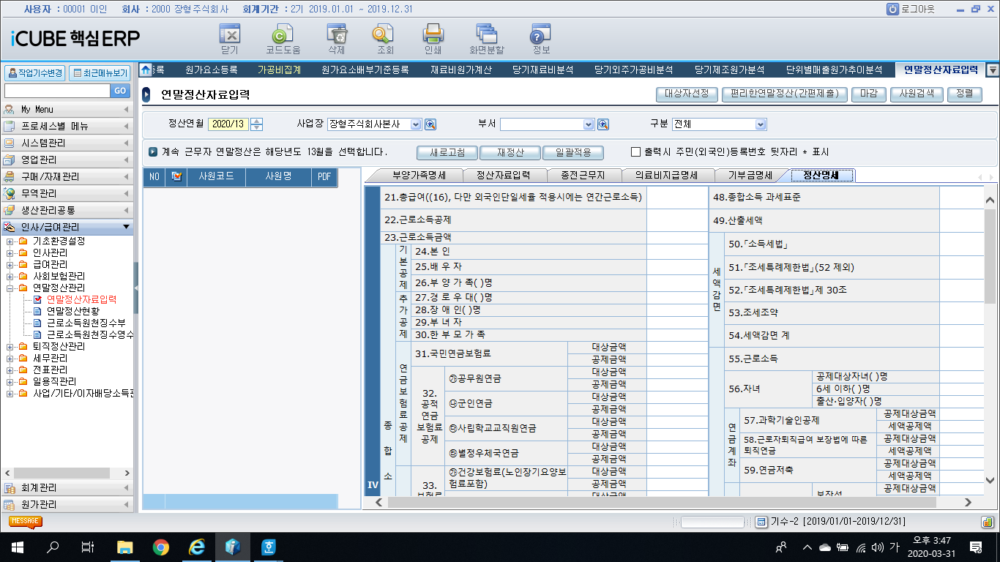 사용자 : 00001 이인 회사 : 2000 장형주식회사 회계기간 : 2기 2019.01.01 ~ 2019.12.31 로그아웃
iCUBE 핵심ERP
닫기 코드도움 삭제 조회 인쇄 화면분할 정보
작업기수변경 최근메뉴보기
등록 원가요소등록 가공비집계 원가요소배부기준등록 재료비원가계산 당기재료비분석 당기외주가공비분석 당기제조원가분석 단위별매출원가추이분석 연말정산자료입력
GO
연말정산자료입력
대상자선정 편리한연말정산(간편제출) 마감 사원검색 정렬
My Menu
프로세스별 메뉴
시스템관리
영업관리
구매/자재관리
무역관리
생산관리공통
인사/급여관리
기초환경설정
인사관리
급여관리
사회보험관리
연말정산관리
연말정산자료입력
연말정산현황
근로소득원천징수부
근로소득원천징수영수
퇴직정산관리
세무관리
전표관리
일용직관리
사업/기타/이자배당소득관
회계관리
원가관리
정산연월 2020/13 사업장 장형주식회사본사 부서 구분 전체
계속 근무자 연말정산은 해당년도 13월을 선택합니다.
새로고침 재정산 일괄적용
출력시 주민(외국인)등록번호 뒷자리 * 표시
NO 사원코드 사원명 PDF
부양가족명세 정산자료입력 종전근무지 의료비지급명세 기부금명세 정산명세
21.총급여((16), 다만 외국인단일세율 적용시에는 연간근로소득)
22.근로소득공제
23.근로소득금액
기본공제
24.본 인
25.배 우 자
26.부 양 가 족( )명
추가공제
27.경 로 우 대( )명
28.장 애 인( )명
29.부 녀 자
30.한 부 모 가 족
연금보험료공제
31.국민연금보험료
대상금액
공제금액
32.
공적
연금
보험료
공제
㉮공무원연금
대상금액
공제금액
㉯군인연금
대상금액
공제금액
㉰사립학교교직원연금
대상금액
공제금액
㉱별정우체국연금
대상금액
공제금액
33.
보험료
㉮건강보험료(노인장기요양보
험료포함)
대상금액
공제금액
대상금액
종
합
소
IV
48.종합소득 과세표준
49.산출세액
세액감면
50.「소득세법」
51.「조세특례제한법」(52 제외)
52.「조세특례제한법」제 30조
53.조세조약
54.세액감면 계
55.근로소득
56.자녀
공제대상자녀( )명
6세 이하( )명
출산·입양자( )명
연금계좌
57.과학기술인공제
공제대상금액
세액공제액
58.근로자퇴직급여 보장법에 따른
퇴직연금
공제대상금액
세액공제액
59.연금저축
공제대상금액
세액공제액
보장성
공제대상금액
MESSAGE
기수-2 [2019/01/01-2019/12/31]
가
오후 3:47
2020-03-31